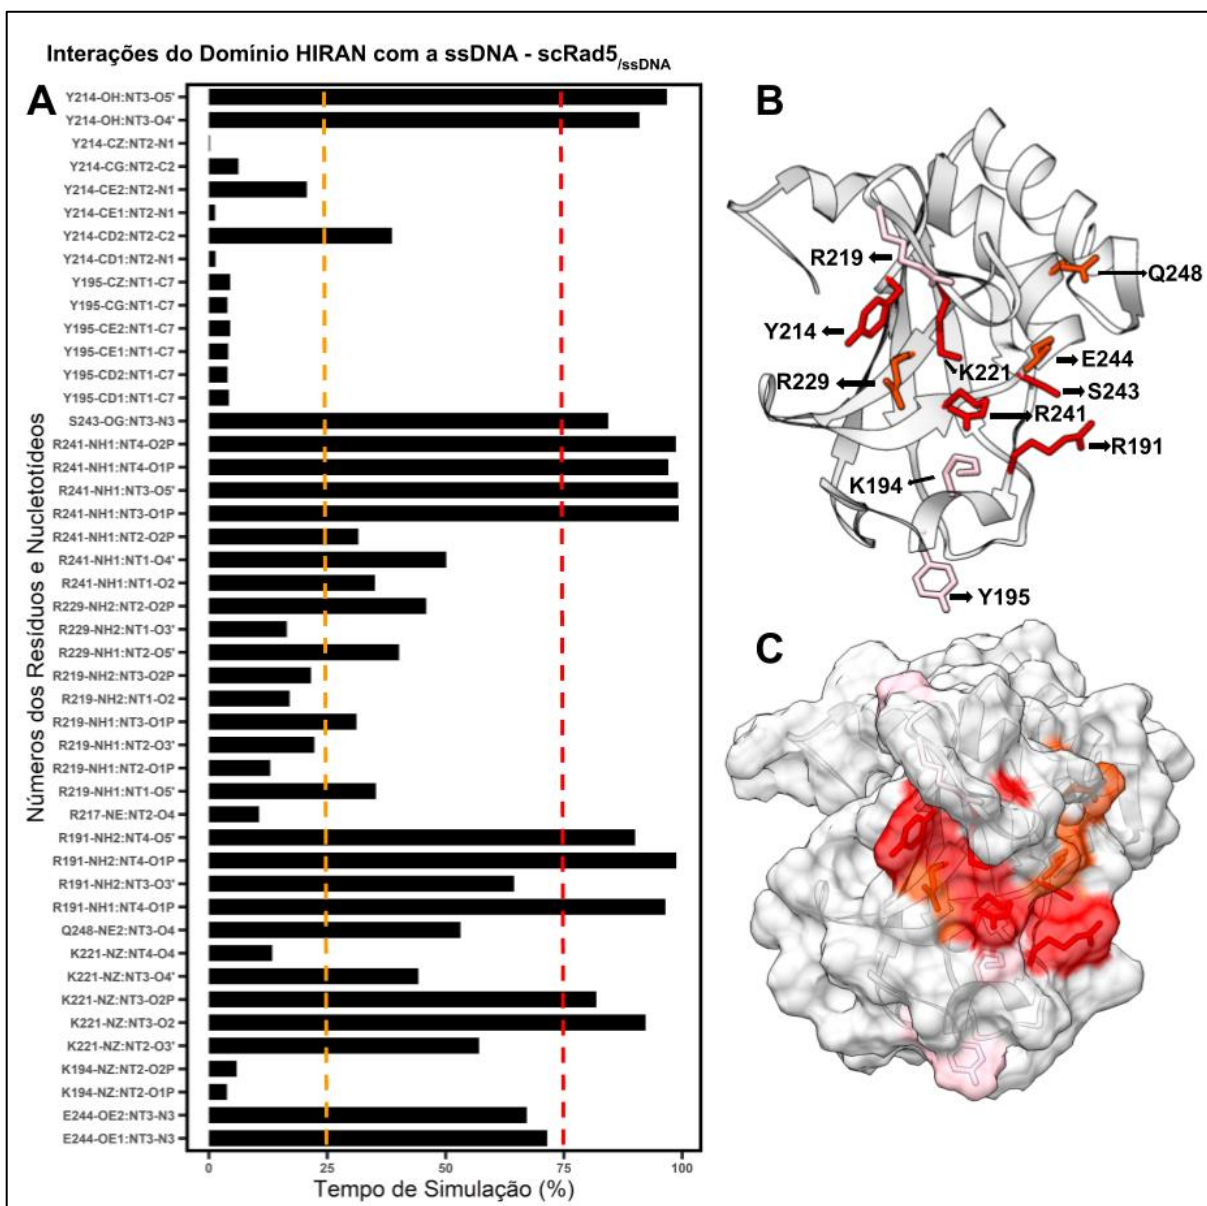 Interações do Domínio HIRAN com a ssDNA - scRad5/ssDNA
A
Números dos Resíduos e Nucletotídeos
Y214-OH:NT3-O5'
Y214-OH:NT3-O4'
Y214-CZ:NT2-N1
Y214-CG:NT2-C2
Y214-CE2:NT2-N1
Y214-CE1:NT2-N1
Y214-CD2:NT2-C2
Y214-CD1:NT2-N1
Y195-CZ:NT1-C7
Y195-CG:NT1-C7
Y195-CE2:NT1-C7
Y195-CE1:NT1-C7
Y195-CD2:NT1-C7
Y195-CD1:NT1-C7
S243-OG:NT3-N3
R241-NH1:NT4-O2P
R241-NH1:NT4-O1P
R241-NH1:NT3-O5'
R241-NH1:NT3-O1P
R241-NH1:NT2-O2P
R241-NH1:NT1-O4'
R241-NH1:NT1-O2
R229-NH2:NT2-O2P
R229-NH2:NT1-O3'
R229-NH1:NT2-O5'
R219-NH2:NT3-O2P
R219-NH2:NT1-O2
R219-NH1:NT3-O1P
R219-NH1:NT2-O3'
R219-NH1:NT2-O1P
R219-NH1:NT1-O5'
R217-NE:NT2-O4
R191-NH2:NT4-O5'
R191-NH2:NT4-O1P
R191-NH2:NT3-O3'
R191-NH1:NT4-O1P
Q248-NE2:NT3-O4
K221-NZ:NT4-O4
K221-NZ:NT3-O4'
K221-NZ:NT3-O2P
K221-NZ:NT3-O2
K221-NZ:NT2-O3'
K194-NZ:NT2-O2P
K194-NZ:NT2-O1P
E244-OE2:NT3-N3
E244-OE1:NT3-N3
0 25 50 75 100
Tempo de Simulação (%)
B
R219
Q248
Y214
E244
K221
R229
S243
R241
R191
K194
Y195
C